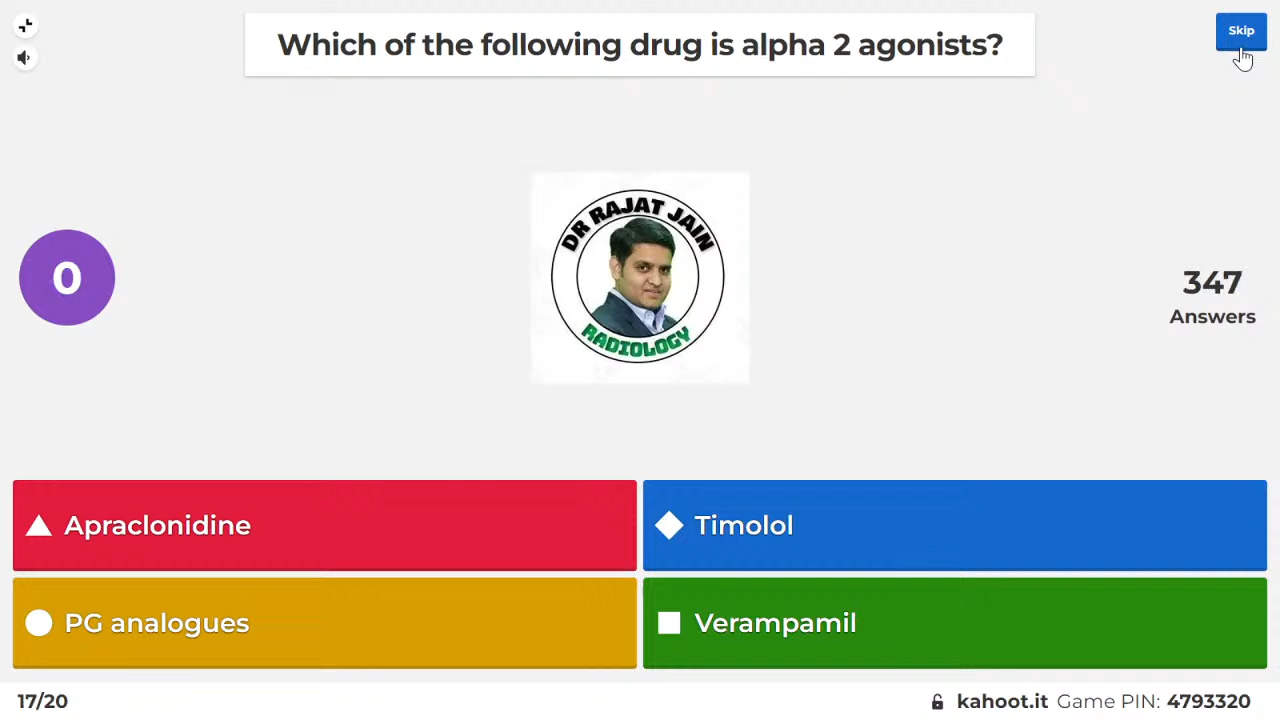 Which of the following drug is alpha 2 agonists?
Skip
DR RAJAT JAIN
RADIOLOGY
0
347
Answers
Apraclonidine
Timolol
PG analogues
Verampamil
17/20
kahoot.it Game PIN: 4793320